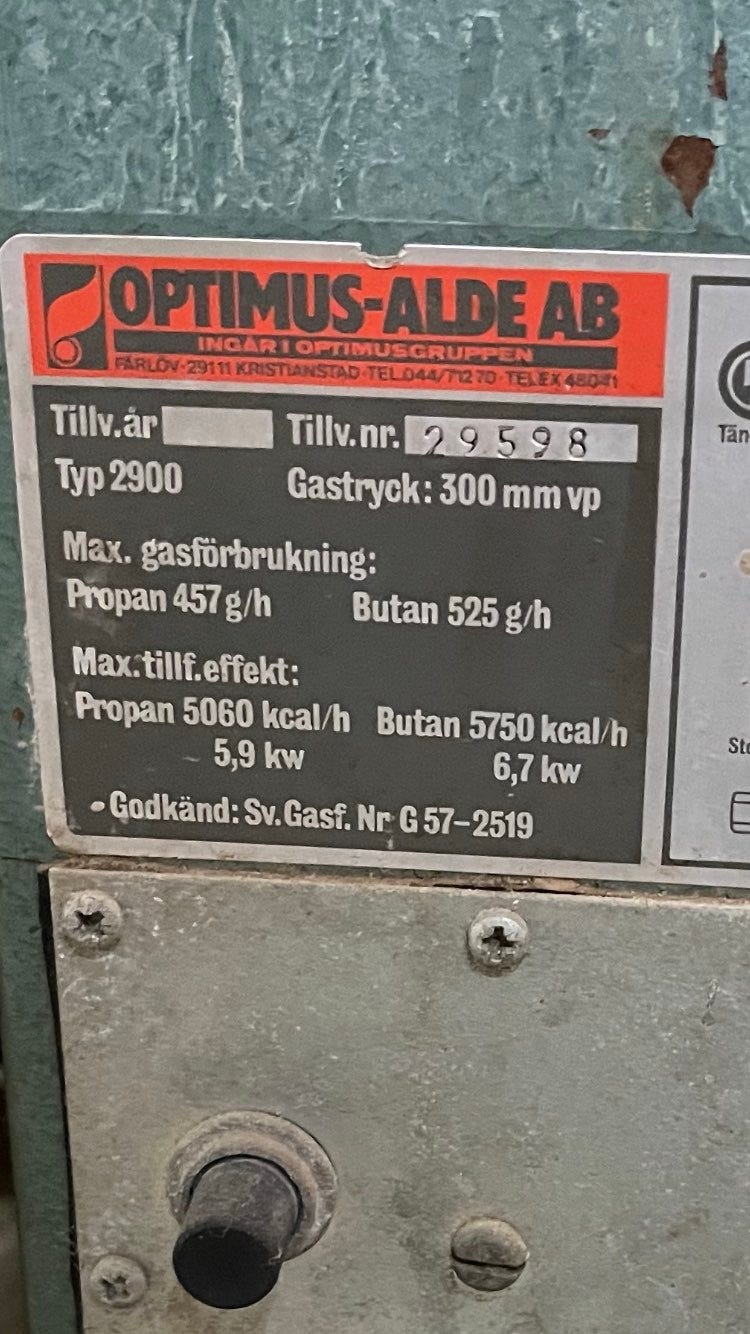 OPTIMUS-ALDE AB
INGÅR I OPTIMUSGRUPPEN
FÄRLÖV·29111 KRISTIANSTAD·TEL.044/712 70·TELEX 48041
Tillv.år Tillv.nr. 29598
Typ 2900 Gastryck: 300 mm vp
Max. gasförbrukning:
Propan 457 g/h Butan 525 g/h
Max.tillf.effekt:
Propan 5060 kcal/h Butan 5750 kcal/h
5,9 kw 6,7 kw
Godkänd: Sv.Gasf. Nr G 57-2519
Tän